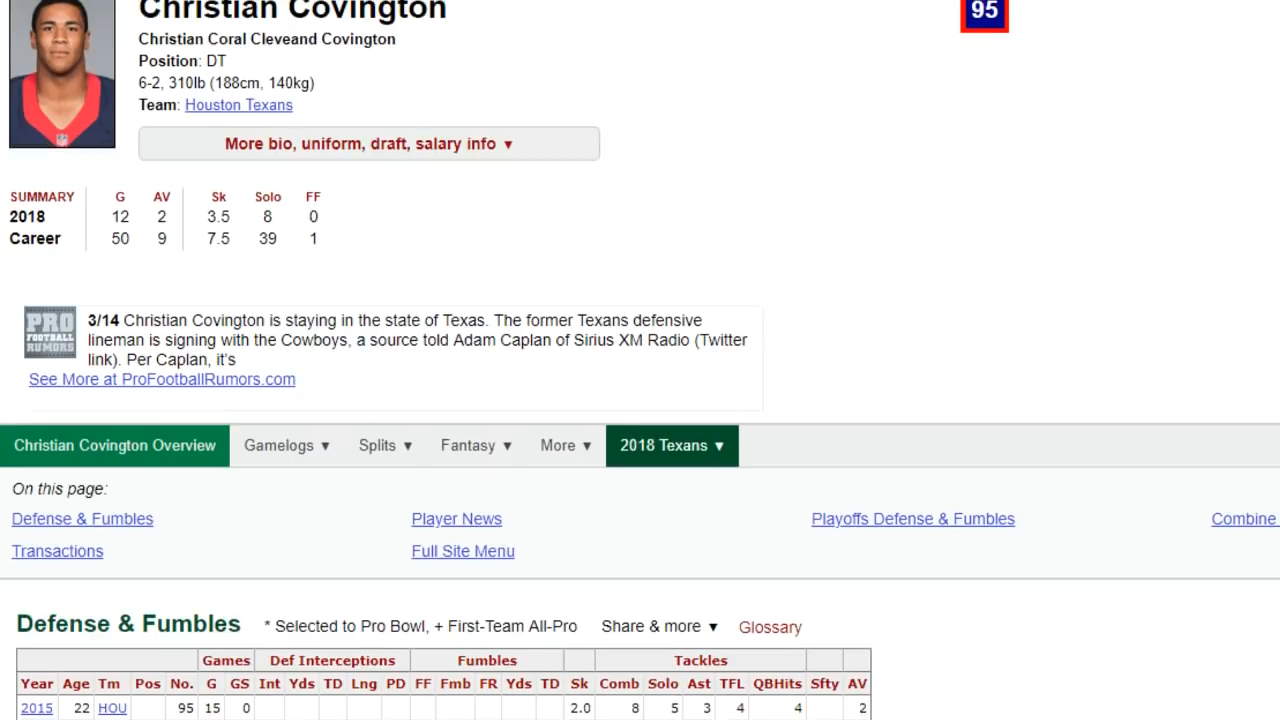 Christian Covington
95
Christian Coral Cleveand Covington
Position: DT
6-2, 310lb (188cm, 140kg)
Team: Houston Texans
More bio, uniform, draft, salary info ▼
SUMMARY G AV Sk Solo FF
2018 12 2 3.5 8 0
Career 50 9 7.5 39 1
PRO FOOTBALL RUMORS
3/14 Christian Covington is staying in the state of Texas. The former Texans defensive
lineman is signing with the Cowboys, a source told Adam Caplan of Sirius XM Radio (Twitter
link). Per Caplan, it's
See More at ProFootballRumors.com
Christian Covington Overview Gamelogs ▼ Splits ▼ Fantasy ▼ More ▼ 2018 Texans ▼
On this page:
Defense & Fumbles Player News Playoffs Defense & Fumbles Combine
Transactions Full Site Menu
Defense & Fumbles * Selected to Pro Bowl, + First-Team All-Pro Share & more ▼ Glossary
Games Def Interceptions Fumbles Tackles
Year Age Tm Pos No. G GS Int Yds TD Lng PD FF Fmb FR Yds TD Sk Comb Solo Ast TFL QBHits Sfty AV
2015 22 HOU 95 15 0 2.0 8 5 3 4 4 2